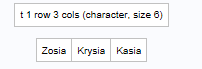 t 1 row 3 cols (character, size 6)
Zosia Krysia Kasia